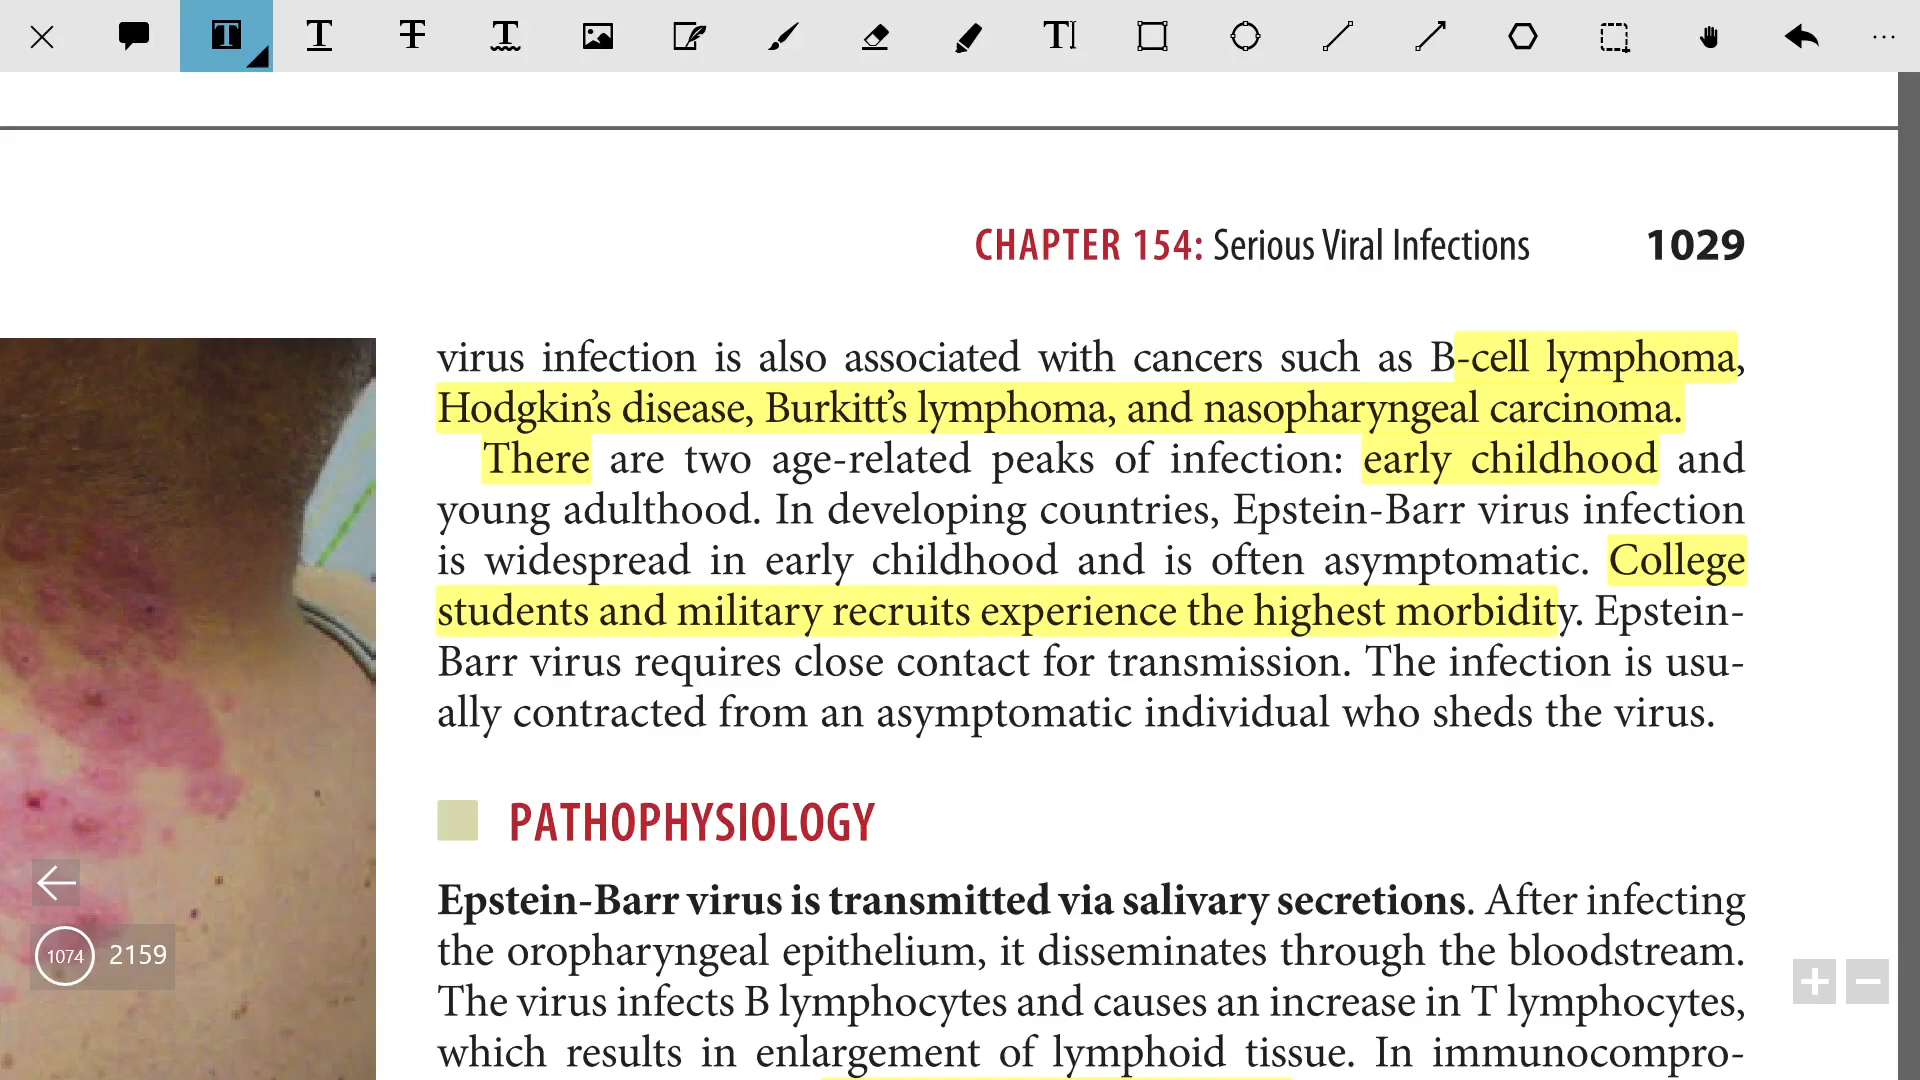 CHAPTER 154: Serious Viral Infections 1029
virus infection is also associated with cancers such as B-cell lymphoma,
Hodgkin’s disease, Burkitt’s lymphoma, and nasopharyngeal carcinoma.
There are two age-related peaks of infection: early childhood and
young adulthood. In developing countries, Epstein-Barr virus infection
is widespread in early childhood and is often asymptomatic. College
students and military recruits experience the highest morbidity. Epstein-
Barr virus requires close contact for transmission. The infection is usu-
ally contracted from an asymptomatic individual who sheds the virus.
PATHOPHYSIOLOGY
Epstein-Barr virus is transmitted via salivary secretions. After infecting
the oropharyngeal epithelium, it disseminates through the bloodstream.
The virus infects B lymphocytes and causes an increase in T lymphocytes,
which results in enlargement of lymphoid tissue. In immunocompro-
1074 2159